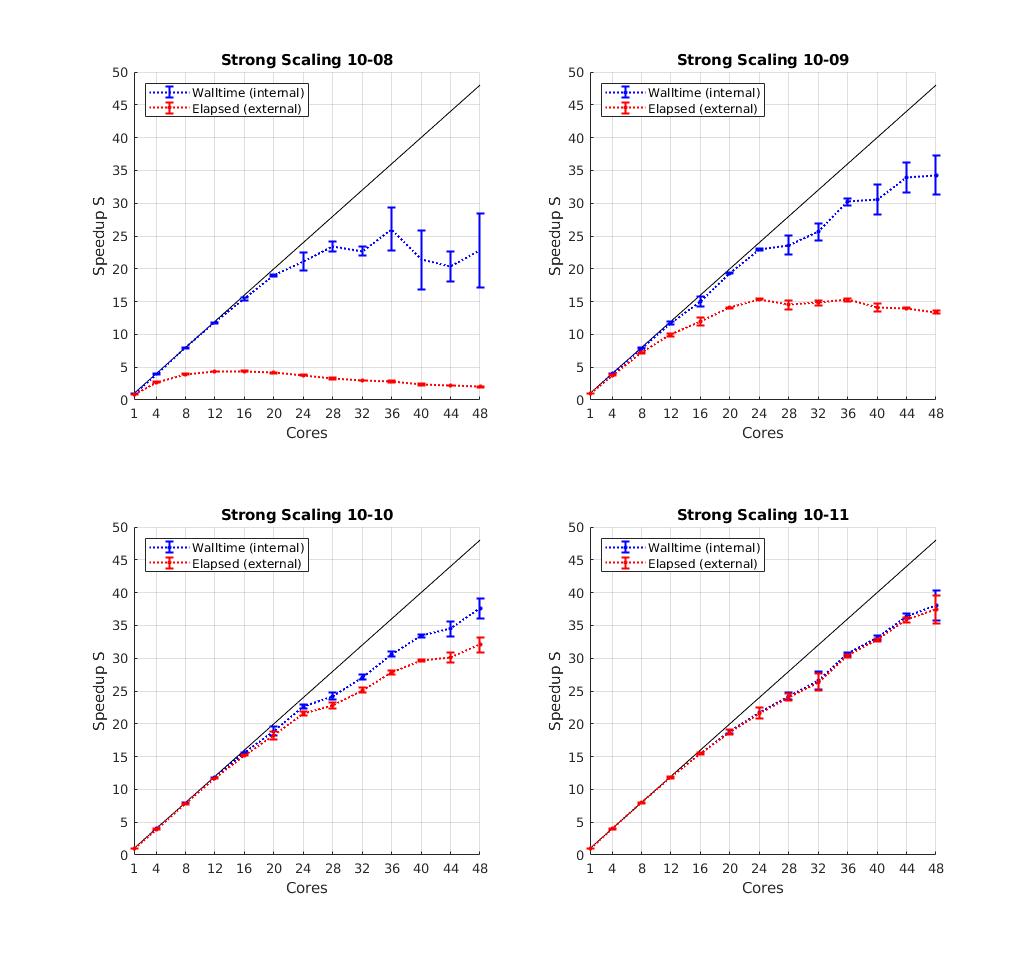 Strong Scaling 10-08
Walltime (internal)
Elapsed (external)
50
45
40
35
30
25
20
15
10
5
0
Speedup S
1 4 8 12 16 20 24 28 32 36 40 44 48
Cores
Strong Scaling 10-09
Walltime (internal)
Elapsed (external)
50
45
40
35
30
25
20
15
10
5
0
Speedup S
1 4 8 12 16 20 24 28 32 36 40 44 48
Cores
Strong Scaling 10-10
Walltime (internal)
Elapsed (external)
50
45
40
35
30
25
20
15
10
5
0
Speedup S
1 4 8 12 16 20 24 28 32 36 40 44 48
Cores
Strong Scaling 10-11
Walltime (internal)
Elapsed (external)
50
45
40
35
30
25
20
15
10
5
0
Speedup S
1 4 8 12 16 20 24 28 32 36 40 44 48
Cores